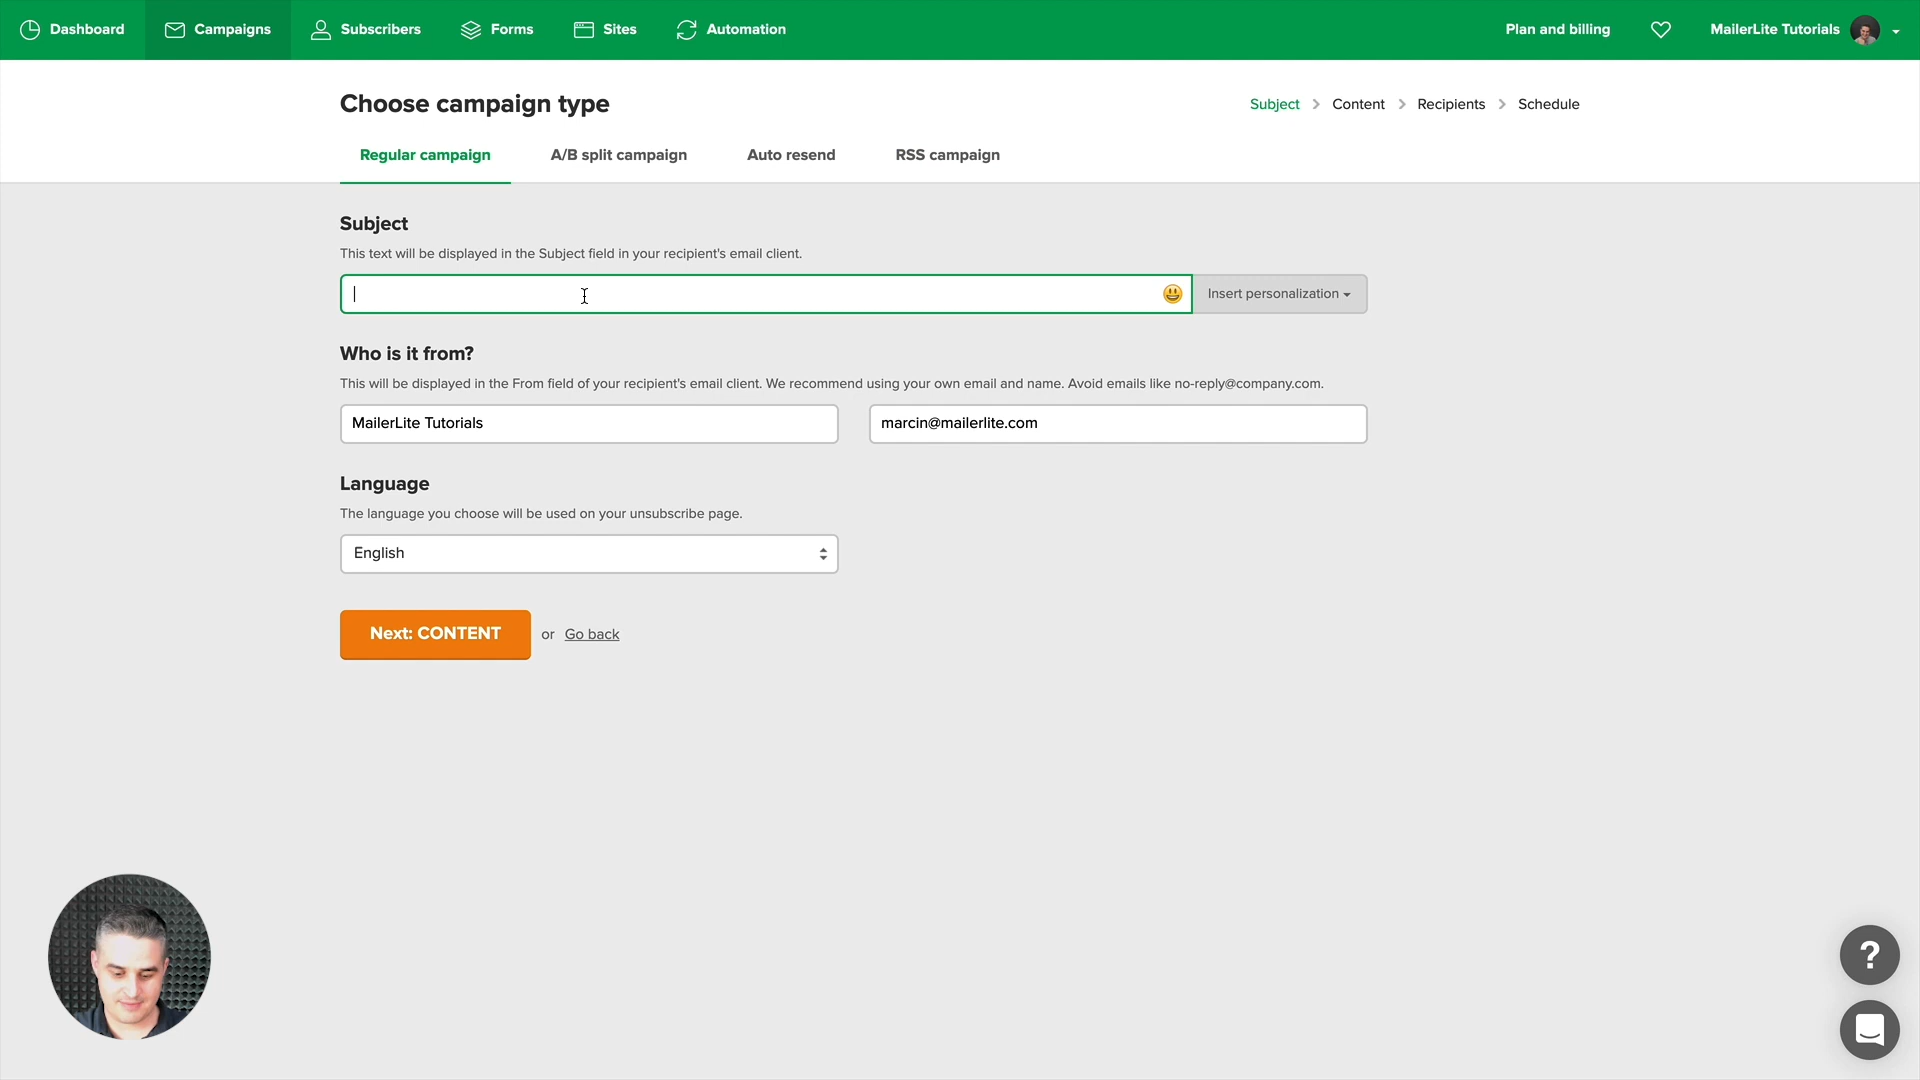 Dashboard Campaigns Subscribers Forms Sites Automation Plan and billing MailerLite Tutorials
Choose campaign type Subject Content Recipients Schedule
Regular campaign A/B split campaign Auto resend RSS campaign
Subject
This text will be displayed in the Subject field in your recipient's email client.
Insert personalization
Who is it from?
This will be displayed in the From field of your recipient's email client. We recommend using your own email and name. Avoid emails like no-reply@company.com.
MailerLite Tutorials marcin@mailerlite.com
Language
The language you choose will be used on your unsubscribe page.
English
Next: CONTENT or Go back
?